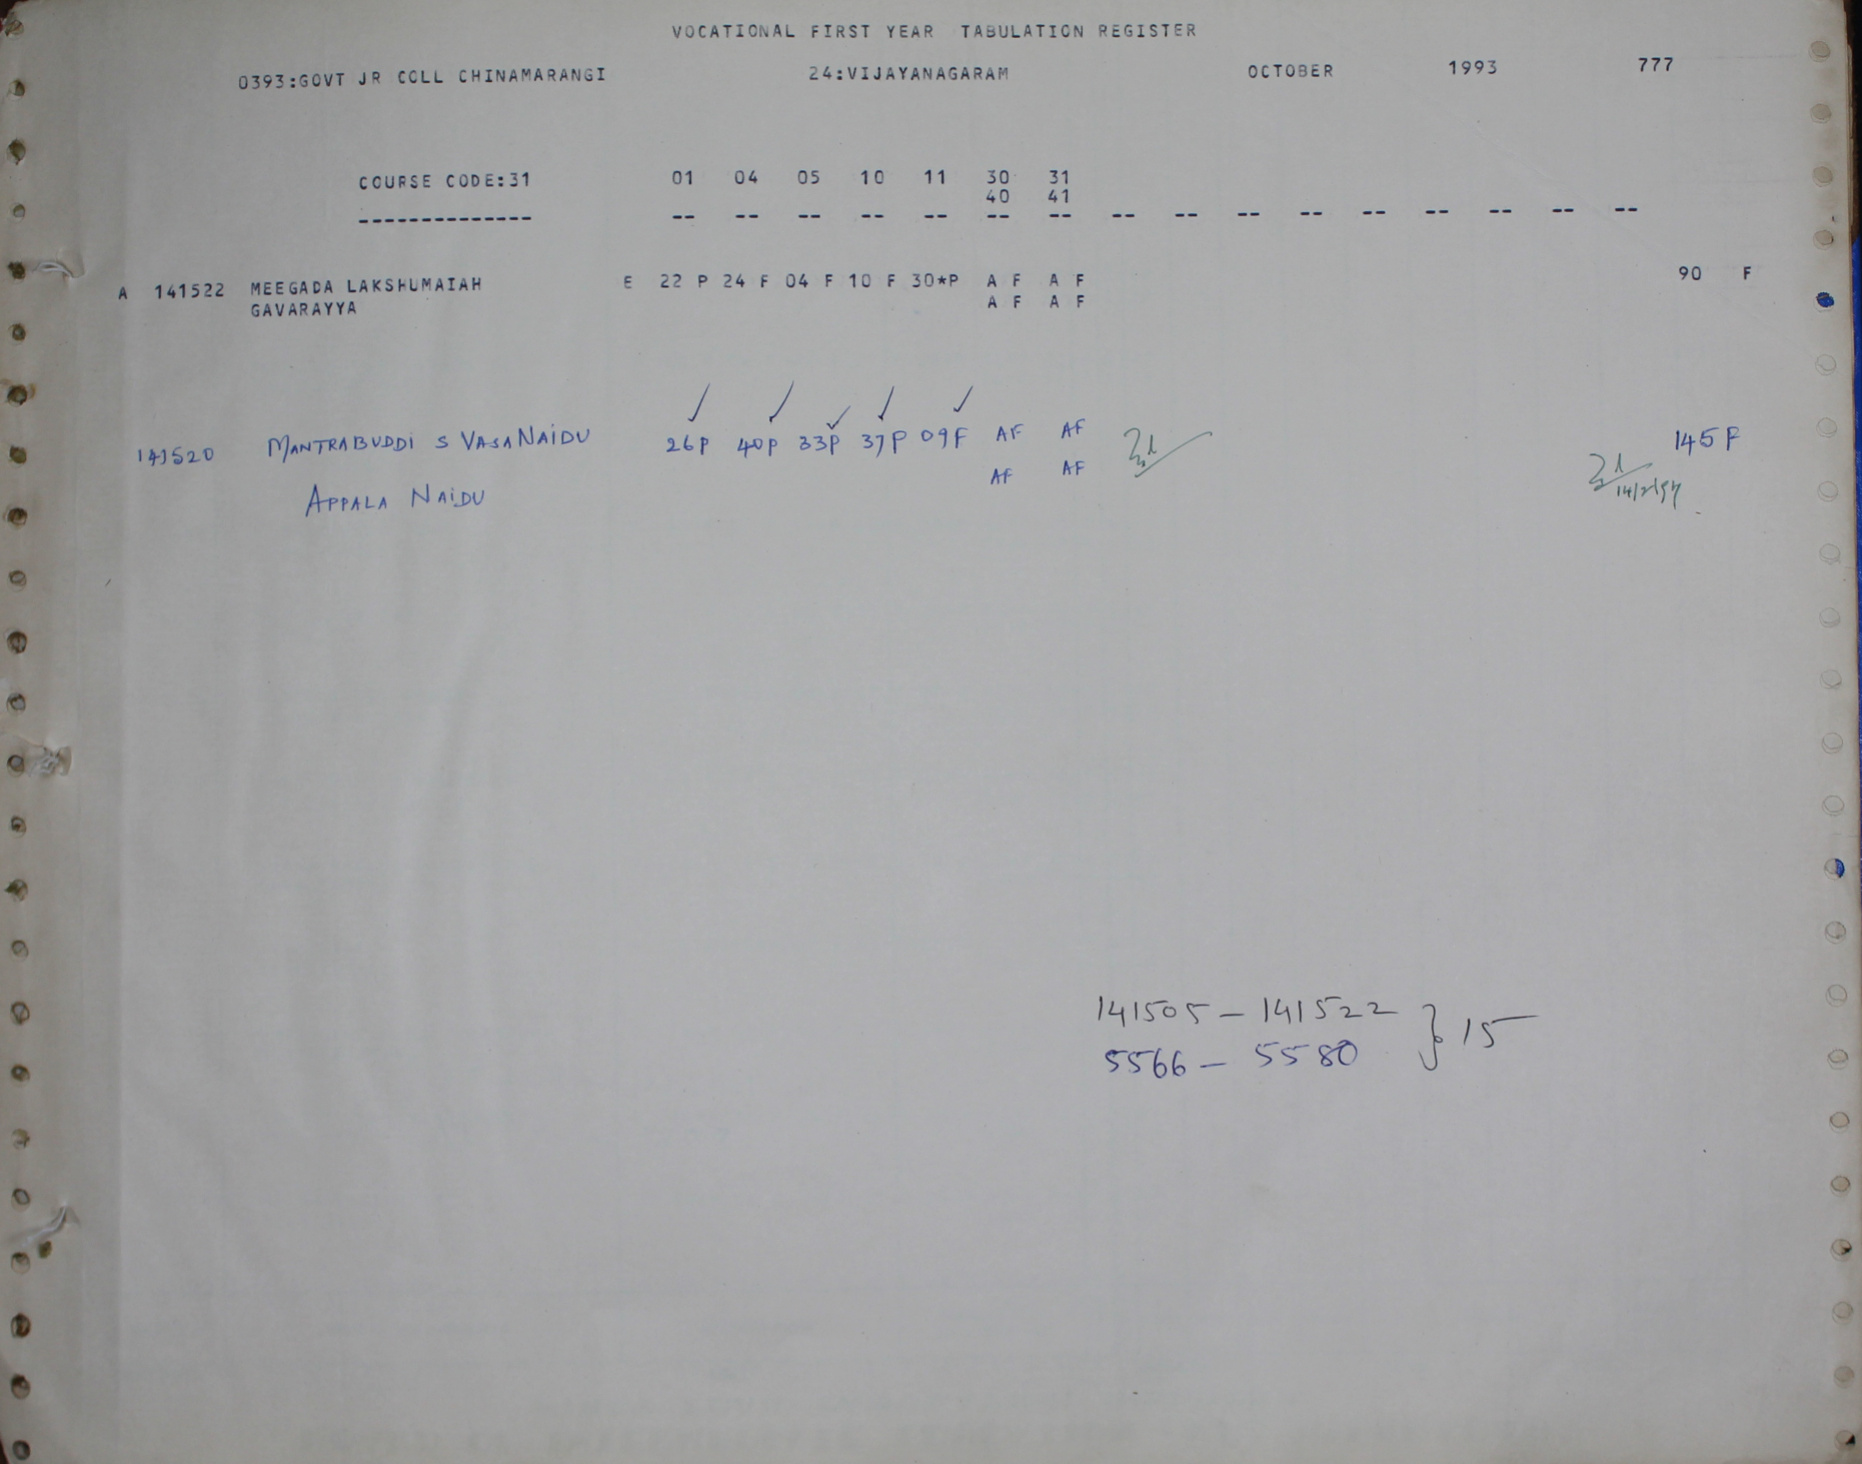 VOCATIONAL FIRST YEAR TABULATION REGISTER
0393:GOVT JR COLL CHINAMARANGI 24:VIJAYANAGARAM OCTOBER 1993 777
COURSE CODE:31 01 04 05 10 11 30 31
40 41
-------------- -- -- -- -- -- -- -- -- -- -- -- -- -- -- -- --
A 141522 MEEGADA LAKSHUMAIAH E 22 P 24 F 04 F 10 F 30*P A F A F 90 F
GAVARAYYA A F A F
141520 MANTRABUDDI S VASANAIDU 26P 40P 33P 37P 09F AF AF 145F
APPALA NAIDU AF AF
141505 - 141522 } 15
5566 - 5580